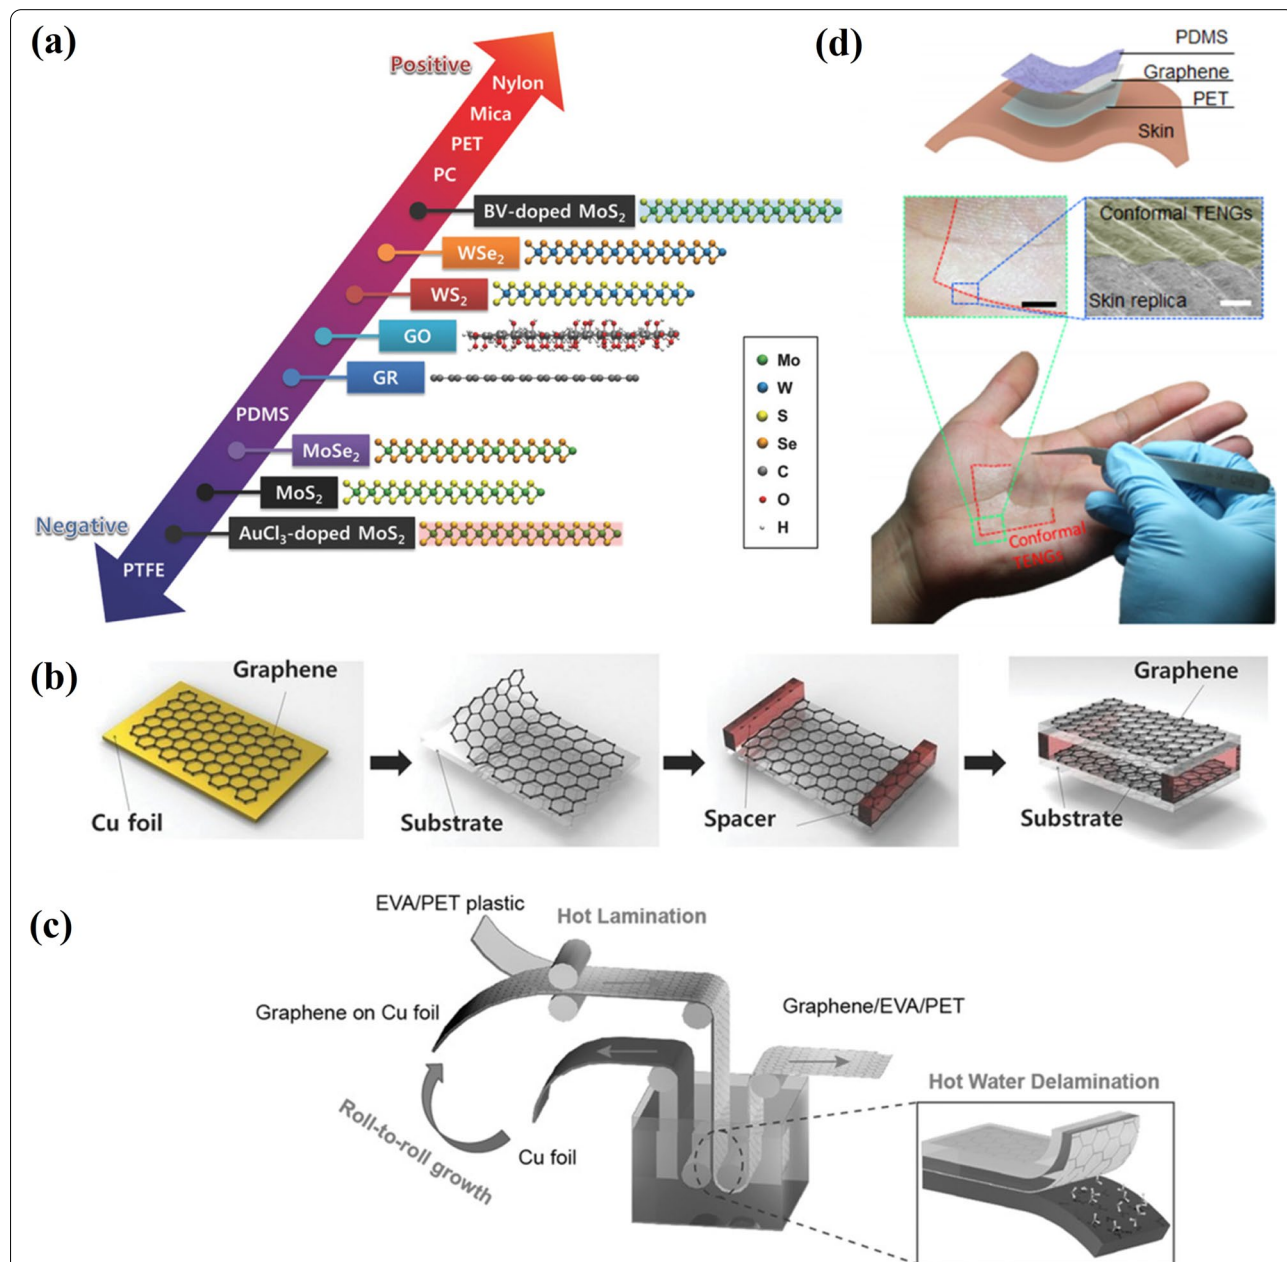 (a)
Positive
Nylon
Mica
PET
PC
BV-doped MoS₂
WSe₂
WS₂
GO
GR
PDMS
MoSe₂
MoS₂
Negative
AuCl₃-doped MoS₂
PTFE
Mo
W
S
Se
C
O
H
(d)
PDMS
Graphene
PET
Skin
Conformal TENGs
Skin replica
Conformal
TENGs
(b)
Graphene
Cu foil
Substrate
Spacer
Graphene
Substrate
(c)
EVA/PET plastic
Hot Lamination
Graphene on Cu foil
Graphene/EVA/PET
Hot Water Delamination
Roll-to-roll growth
Cu foil